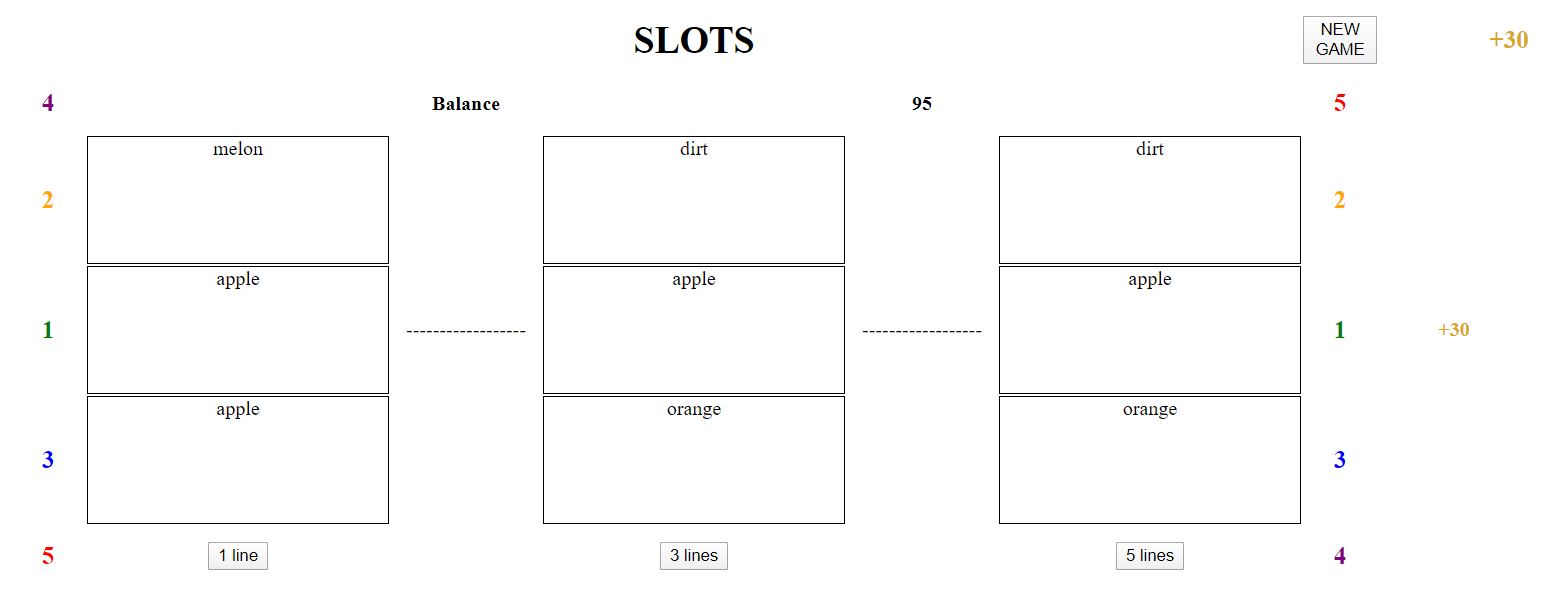 SLOTS NEW GAME +30
4 Balance 95 5
melon dirt dirt
2 2
apple apple apple
1 ------------------ ------------------ 1 +30
apple orange orange
3 3
5 1 line 3 lines 5 lines 4